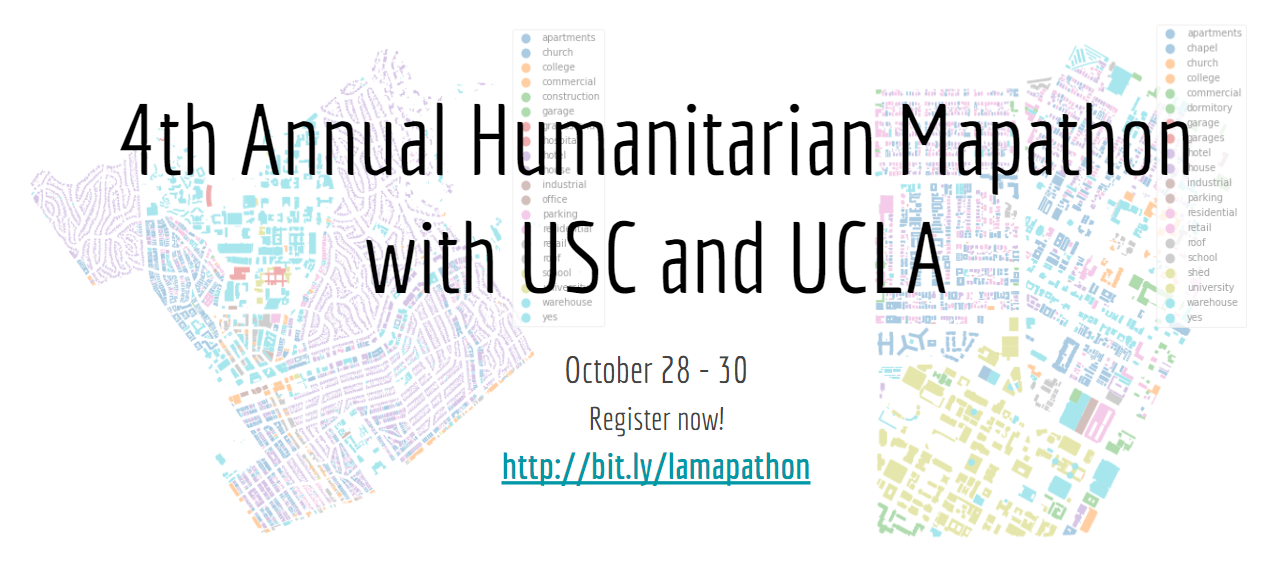 4th Annual Humanitarian Mapathon
with USC and UCLA
October 28 - 30
Register now!
http://bit.ly/lamapathon
apartments
church
college
commercial
construction
garage
hospital
hotel
house
industrial
office
parking
residential
retail
roof
school
university
warehouse
yes
apartments
chapel
church
college
commercial
dormitory
garage
garages
hotel
house
industrial
parking
residential
retail
roof
school
shed
university
warehouse
yes